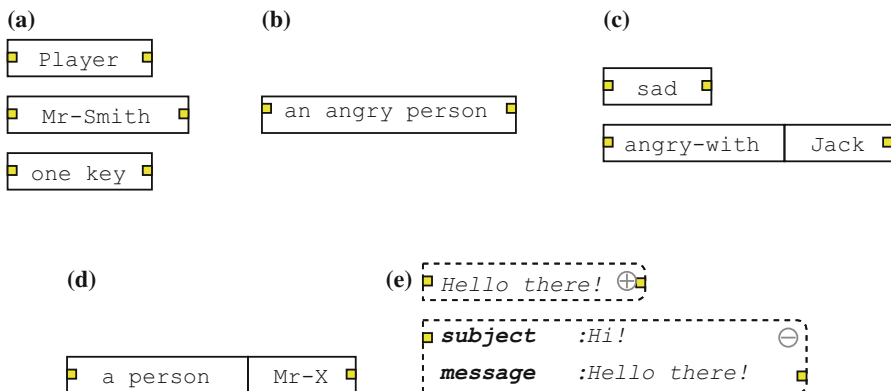 (a)
Player
Mr-Smith
one key
(b)
an angry person
(c)
sad
angry-with Jack
(d)
a person Mr-X
(e)
Hello there!
subject :Hi!
message :Hello there!